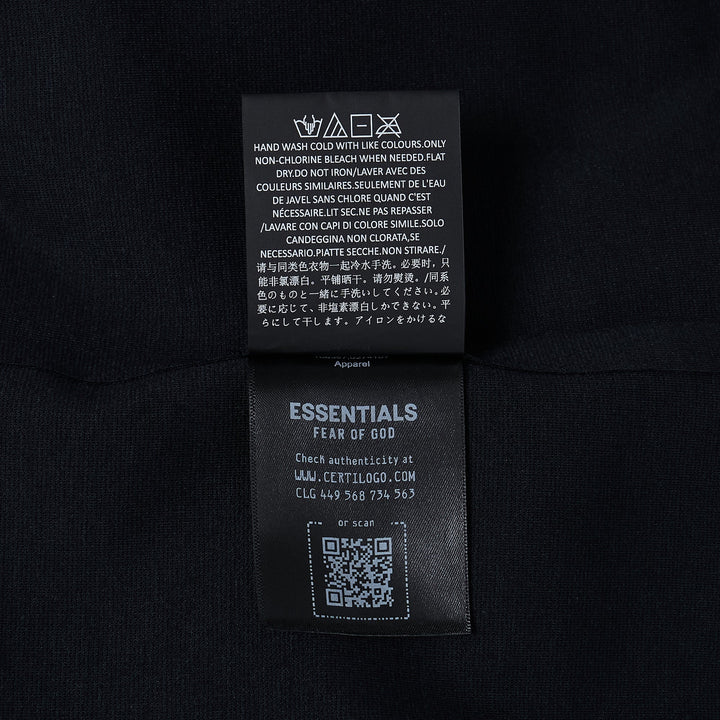 HAND WASH COLD WITH LIKE COLOURS.ONLY
NON-CHLORINE BLEACH WHEN NEEDED.FLAT
DRY.DO NOT IRON/LAVER AVEC DES
COULEURS SIMILAIRES.SEULEMENT DE L'EAU
DE JAVEL SANS CHLORE QUAND C'EST
NÉCESSAIRE.LIT SEC.NE PAS REPASSER
/LAVARE CON CAPI DI COLORE SIMILE.SOLO
CANDEGGINA NON CLORATA,SE
NECESSARIO.PIATTE SECCHE.NON STIRARE./
请与同类色衣物一起冷水手洗。必要时，只
能非氯漂白。平铺晒干。请勿熨烫。/同系
色のものと一緒に手洗いしてください。必
要に応じて、非塩素漂白しかできない。平
らにして干します。アイロンをかけるな
Apparel
ESSENTIALS
FEAR OF GOD
Check authenticity at
WWW.CERTILOGO.COM
CLG 449 568 734 563
or scan